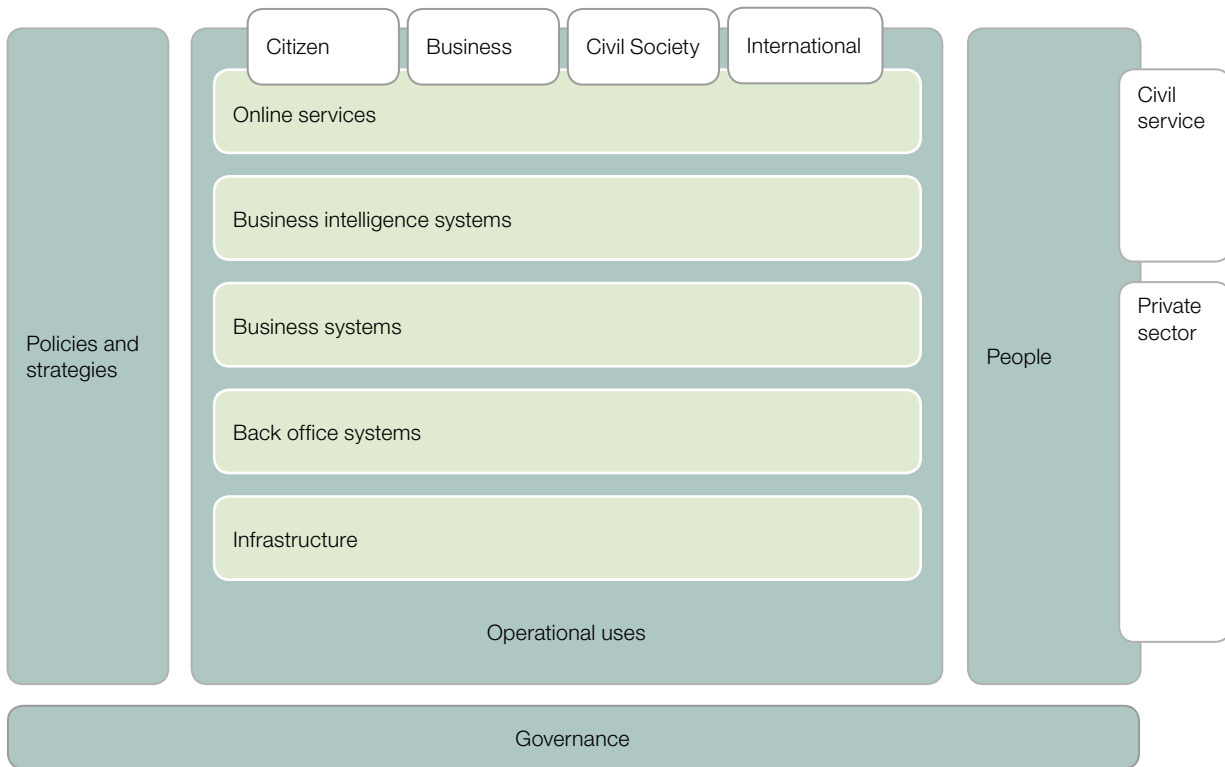 Citizen
Business
Civil Society
International
Online services
Business intelligence systems
Business systems
Back office systems
Infrastructure
Operational uses
Policies and
strategies
People
Civil
service
Private
sector
Governance